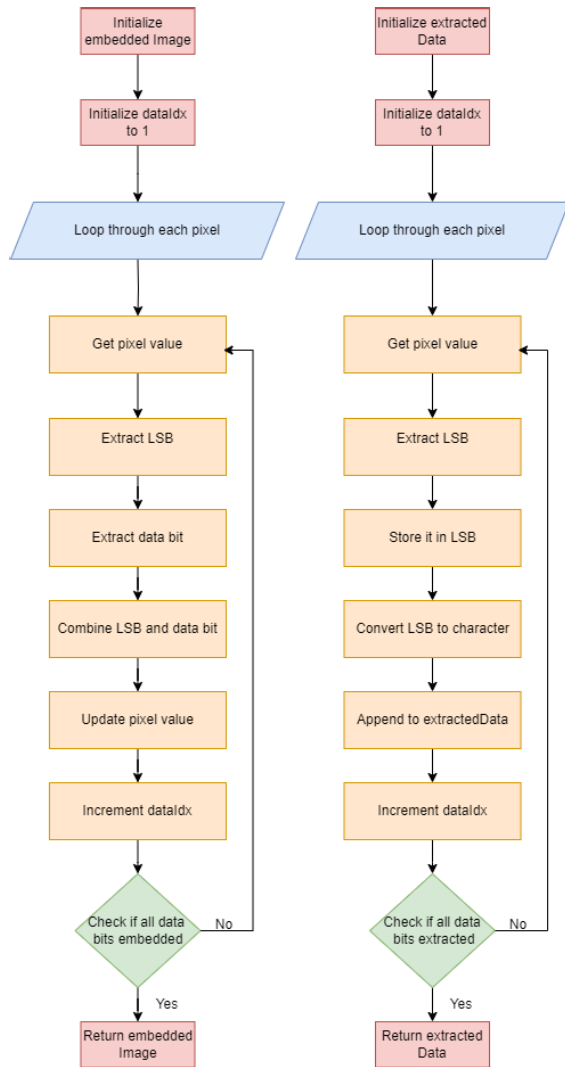 Initialize
embedded Image
Initialize dataIdx
to 1
Loop through each pixel
Get pixel value
Extract LSB
Extract data bit
Combine LSB and data bit
Update pixel value
Increment dataIdx
Check if all data
bits embedded
No
Yes
Return embedded
Image
Initialize extracted
Data
Initialize dataIdx
to 1
Loop through each pixel
Get pixel value
Extract LSB
Store it in LSB
Convert LSB to character
Append to extractedData
Increment dataIdx
Check if all data
bits extracted
No
Yes
Return extracted
Data